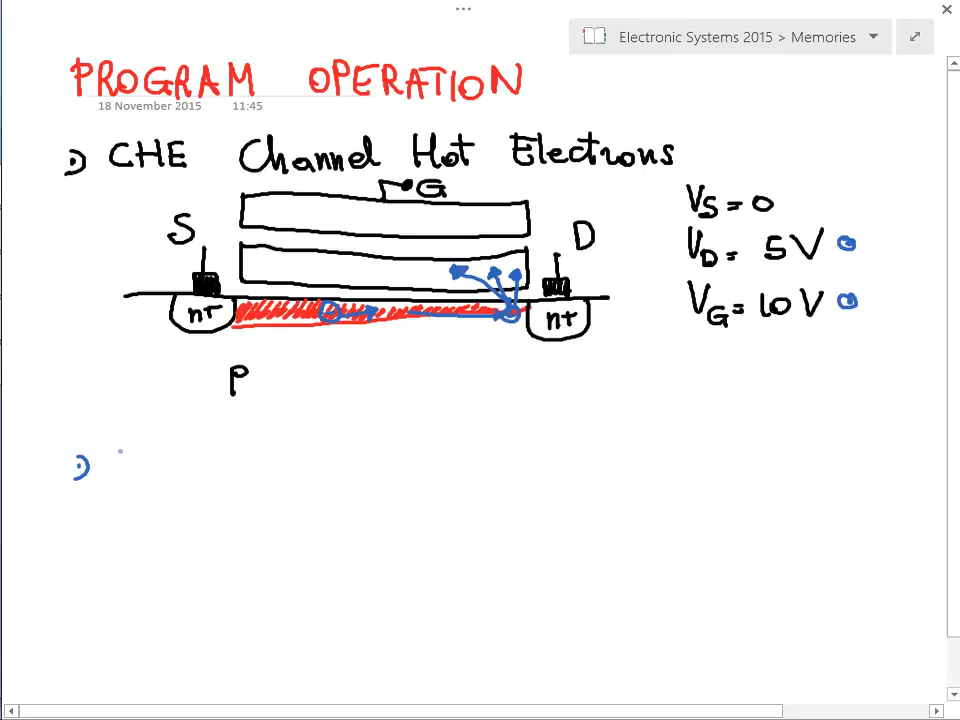 Electronic Systems 2015 > Memories
PROGRAM OPERATION
18 November 2015 11:45
CHE Channel Hot Electrons
G
S
D
n+
n+
P
VS = 0
VD = 5V
VG = 10V